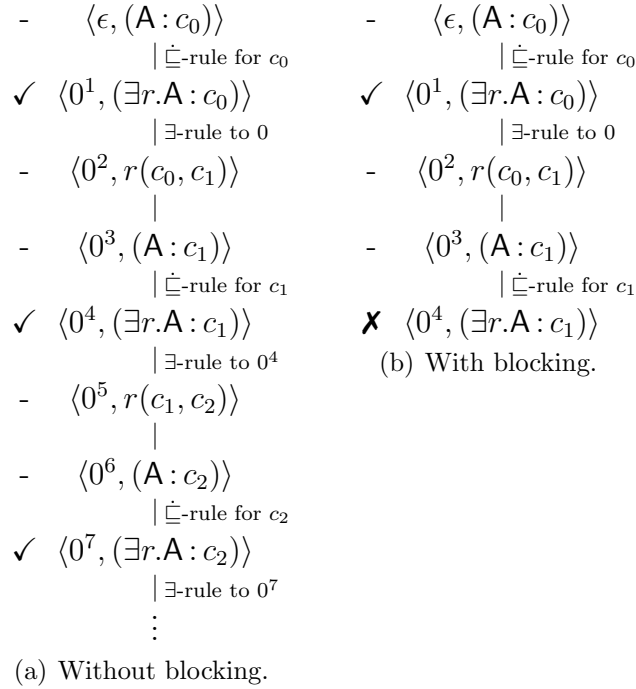 - ⟨ϵ, (A : c₀)⟩
| ⊑̇-rule for c₀
✓ ⟨0¹, (∃r.A : c₀)⟩
| ∃-rule to 0
- ⟨0², r(c₀, c₁)⟩
|
- ⟨0³, (A : c₁)⟩
| ⊑̇-rule for c₁
✓ ⟨0⁴, (∃r.A : c₁)⟩
| ∃-rule to 0⁴
- ⟨0⁵, r(c₁, c₂)⟩
|
- ⟨0⁶, (A : c₂)⟩
| ⊑̇-rule for c₂
✓ ⟨0⁷, (∃r.A : c₂)⟩
| ∃-rule to 0⁷
⋮
(a) Without blocking.
- ⟨ϵ, (A : c₀)⟩
| ⊑̇-rule for c₀
✓ ⟨0¹, (∃r.A : c₀)⟩
| ∃-rule to 0
- ⟨0², r(c₀, c₁)⟩
|
- ⟨0³, (A : c₁)⟩
| ⊑̇-rule for c₁
✗ ⟨0⁴, (∃r.A : c₁)⟩
(b) With blocking.